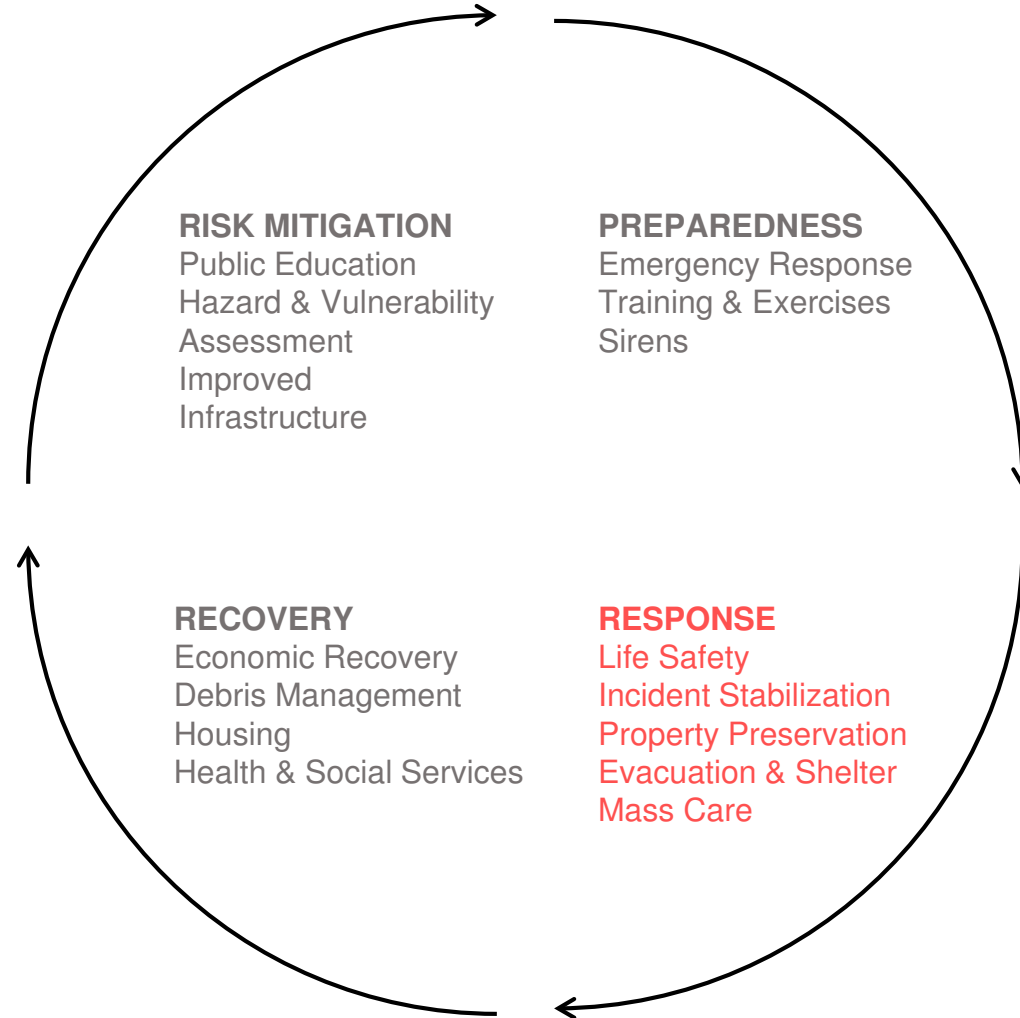 RISK MITIGATION
Public Education
Hazard & Vulnerability
Assessment
Improved
Infrastructure
PREPAREDNESS
Emergency Response
Training & Exercises
Sirens
RECOVERY
Economic Recovery
Debris Management
Housing
Health & Social Services
RESPONSE
Life Safety
Incident Stabilization
Property Preservation
Evacuation & Shelter
Mass Care